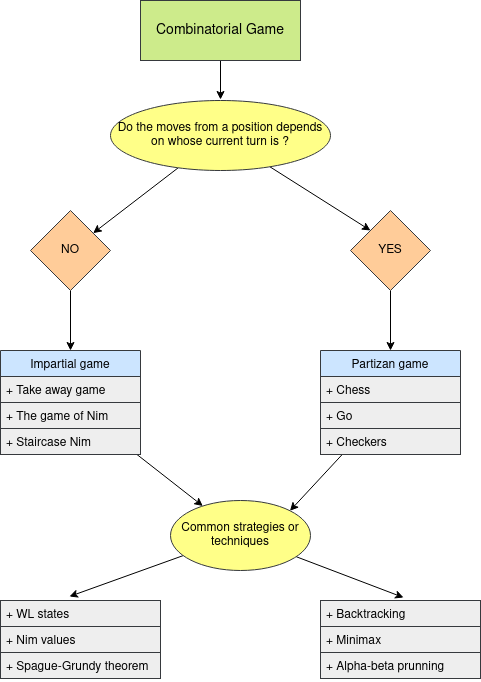 Combinatorial Game
Do the moves from a position depends
on whose current turn is ?
NO
YES
Impartial game
+ Take away game
+ The game of Nim
+ Staircase Nim
Partizan game
+ Chess
+ Go
+ Checkers
Common strategies or
techniques
+ WL states
+ Nim values
+ Spague-Grundy theorem
+ Backtracking
+ Minimax
+ Alpha-beta prunning